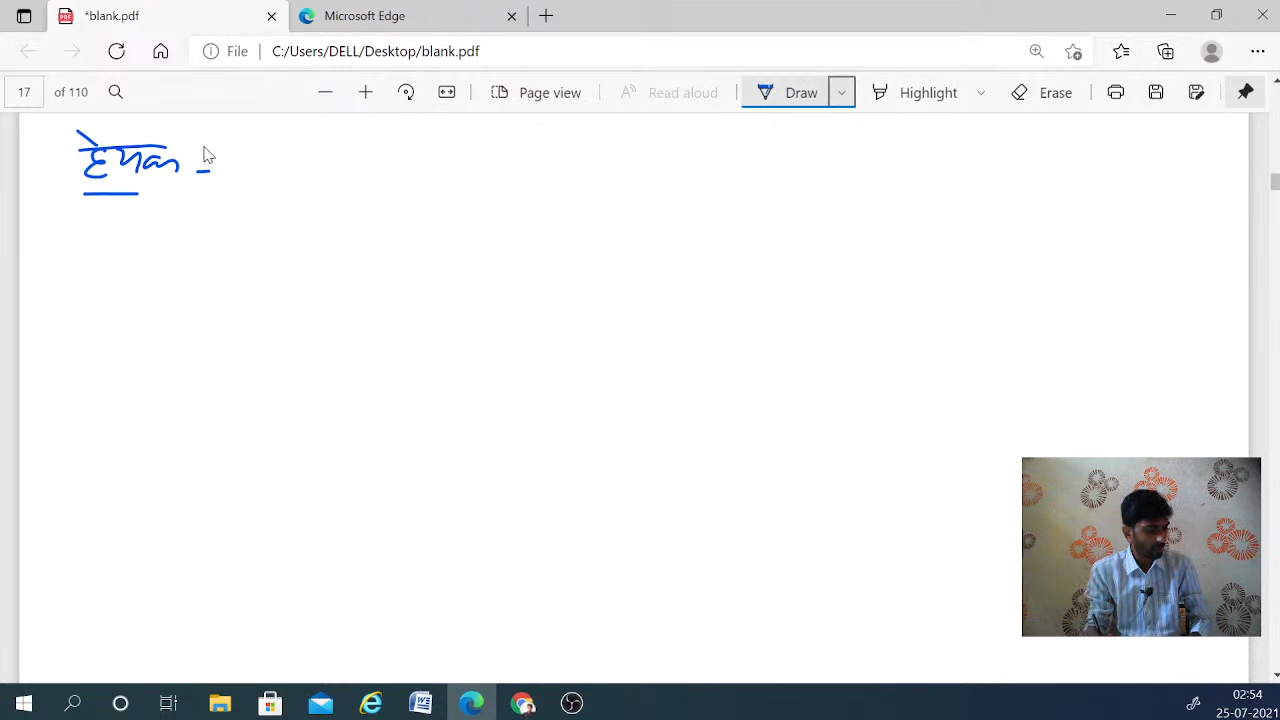 *blank.pdf
Microsoft Edge
File C:/Users/DELL/Desktop/blank.pdf
17 of 110 Page view Read aloud Draw Highlight Erase
02:54
25-07-2021